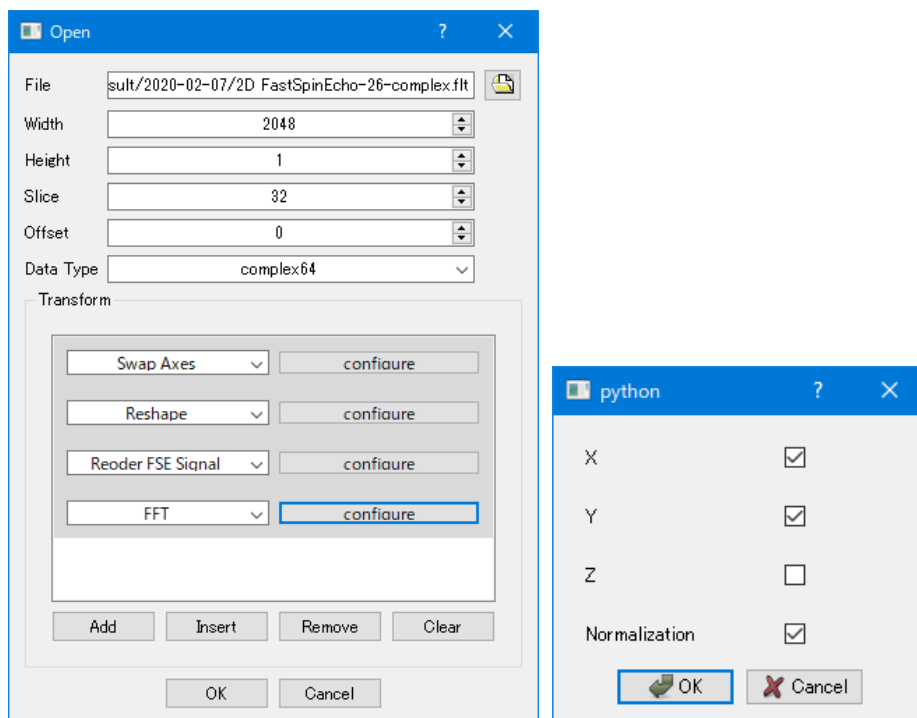 Open
?
File
sult/2020-02-07/2D FastSpinEcho-26-complex.flt
Width
2048
Height
1
Slice
32
Offset
0
Data Type
complex64
Transform
Swap Axes
configure
Reshape
configure
Reoder FSE Signal
configure
FFT
configure
Add
Insert
Remove
Clear
OK
Cancel
python
?
X
Y
Z
Normalization
OK
Cancel